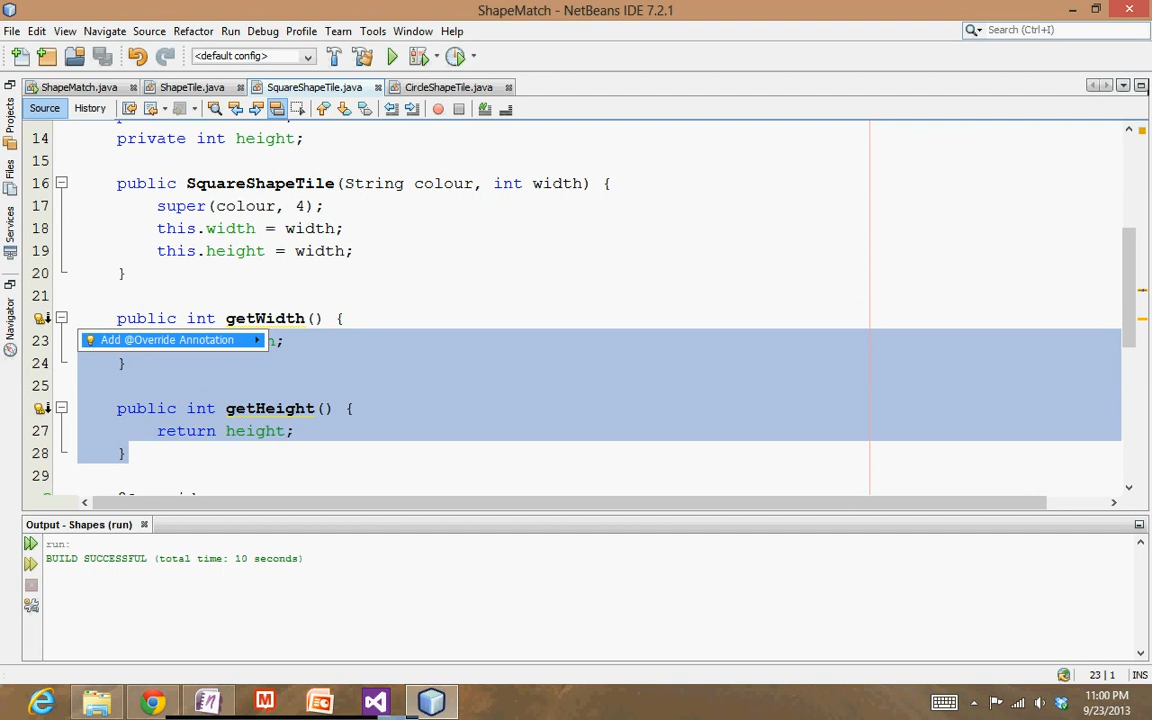 ShapeMatch - NetBeans IDE 7.2.1
File Edit View Navigate Source Refactor Run Debug Profile Team Tools Window Help
Search (Ctrl+I)
<default config>
ShapeMatch.java ShapeTile.java SquareShapeTile.java CircleShapeTile.java
Source History
Projects
Files
Services
Navigator
14 private int height;
15
16 public SquareShapeTile(String colour, int width) {
17 super(colour, 4);
18 this.width = width;
19 this.height = width;
20 }
21
public int getWidth() {
Add @Override Annotation
23 ;
24 }
25
public int getHeight() {
27 return height;
28 }
29
Output - Shapes (run)
run:
BUILD SUCCESSFUL (total time: 10 seconds)
23 | 1 INS
11:00 PM
9/23/2013